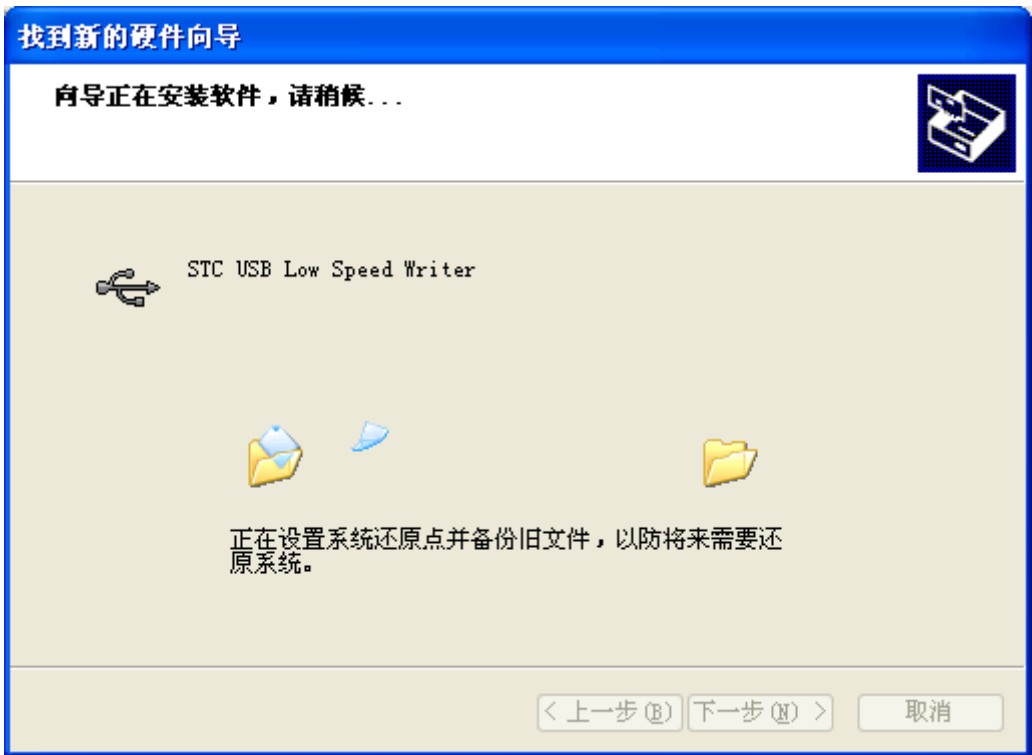 找到新的硬件向导
向导正在安装软件，请稍候...
STC USB Low Speed Writer
正在设置系统还原点并备份旧文件，以防将来需要还
原系统。
< 上一步(B)
下一步(N) >
取消